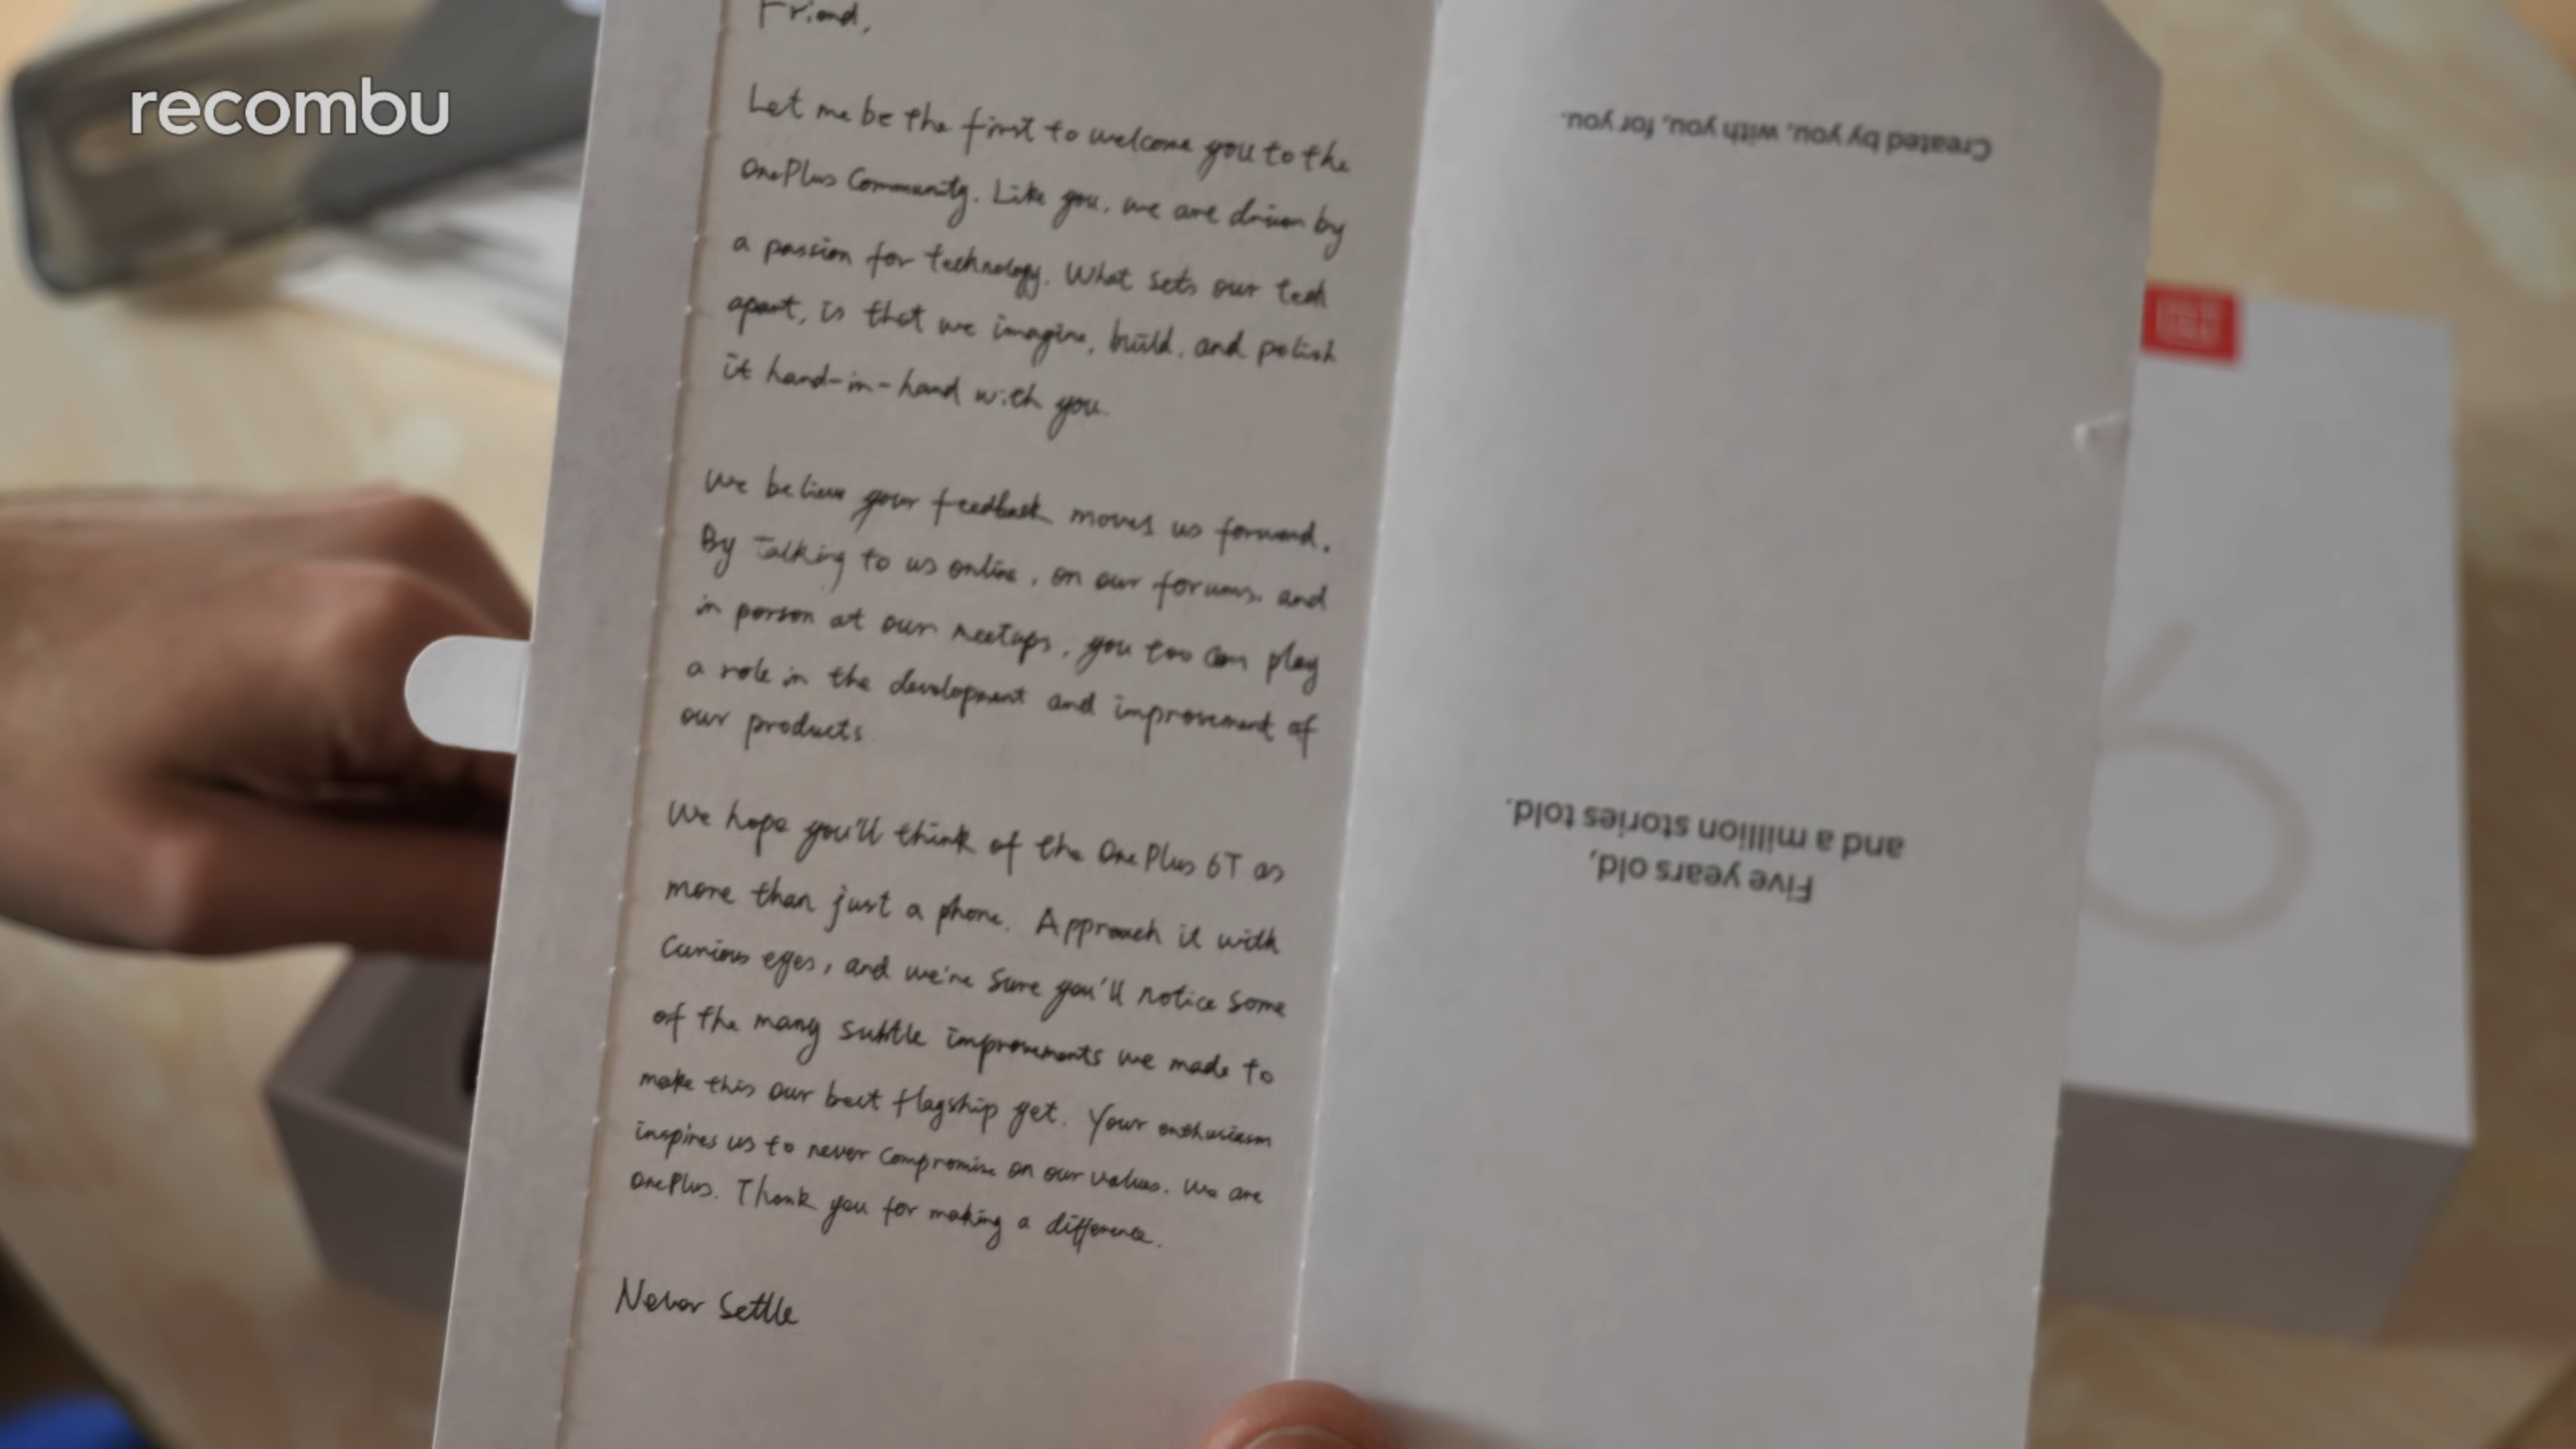 recombu
Friend,
Let me be the first to welcome you to the
OnePlus Community. Like you, we are driven by
a passion for technology. What sets our tech
apart, is that we imagine, build, and polish
it hand-in-hand with you.
We believe your feedback moves us forward.
By talking to us online, on our forums, and
in person at our meetups, you too can play
a role in the development and improvement of
our products
We hope you'll think of the OnePlus 6T as
more than just a phone. Approach it with
curious eyes, and we're sure you'll notice some
of the many subtle improvements we made to
make this our best flagship yet. Your enthusiasm
inspires us to never compromise on our values. We are
OnePlus. Thank you for making a difference.
Never Settle
Five years old,
and a million stories told.
Created by you, with you, for you.
6